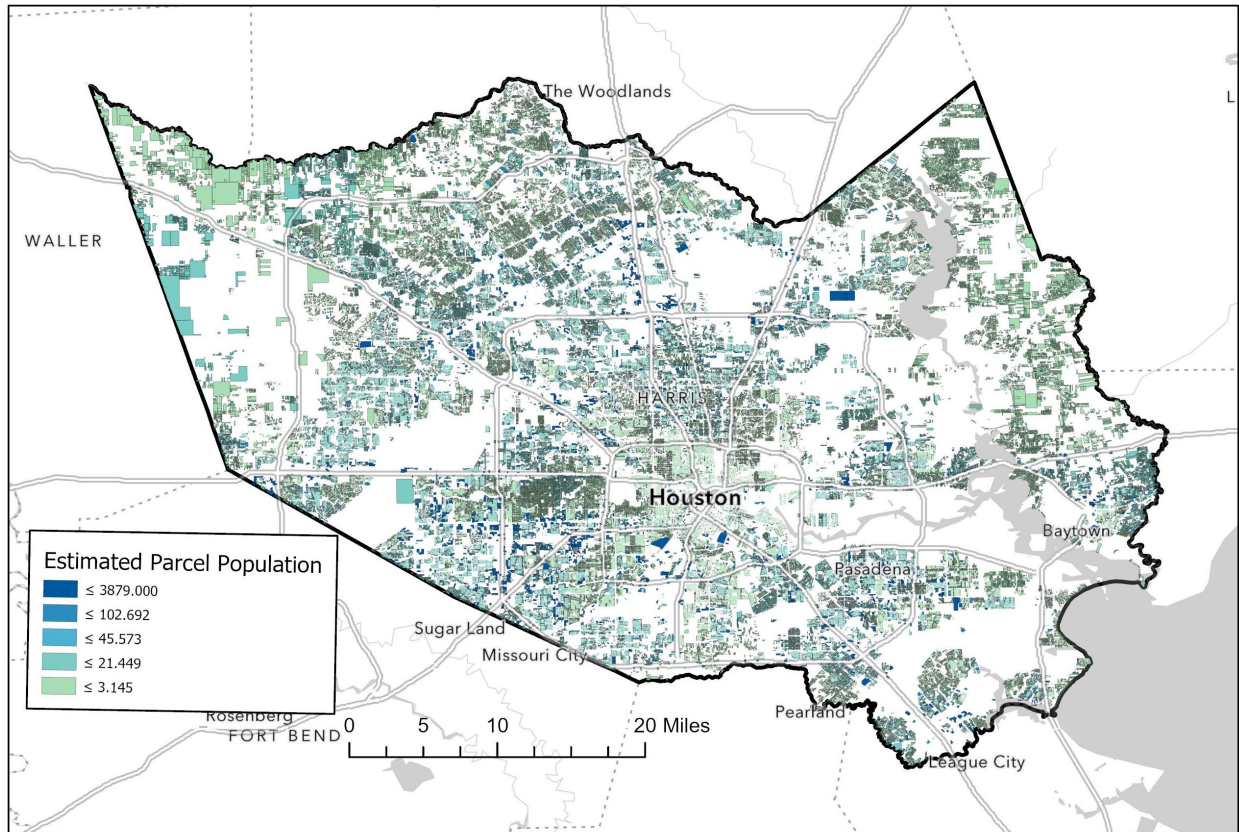 The Woodlands
L
WALLER
HARRIS
Houston
Baytown
Pasadena
Estimated Parcel Population
≤ 3879.000
≤ 102.692
≤ 45.573
≤ 21.449
≤ 3.145
Sugar Land
Missouri City
Pearland
Rosenberg
FORT BEND
0 5 10 20 Miles
League City